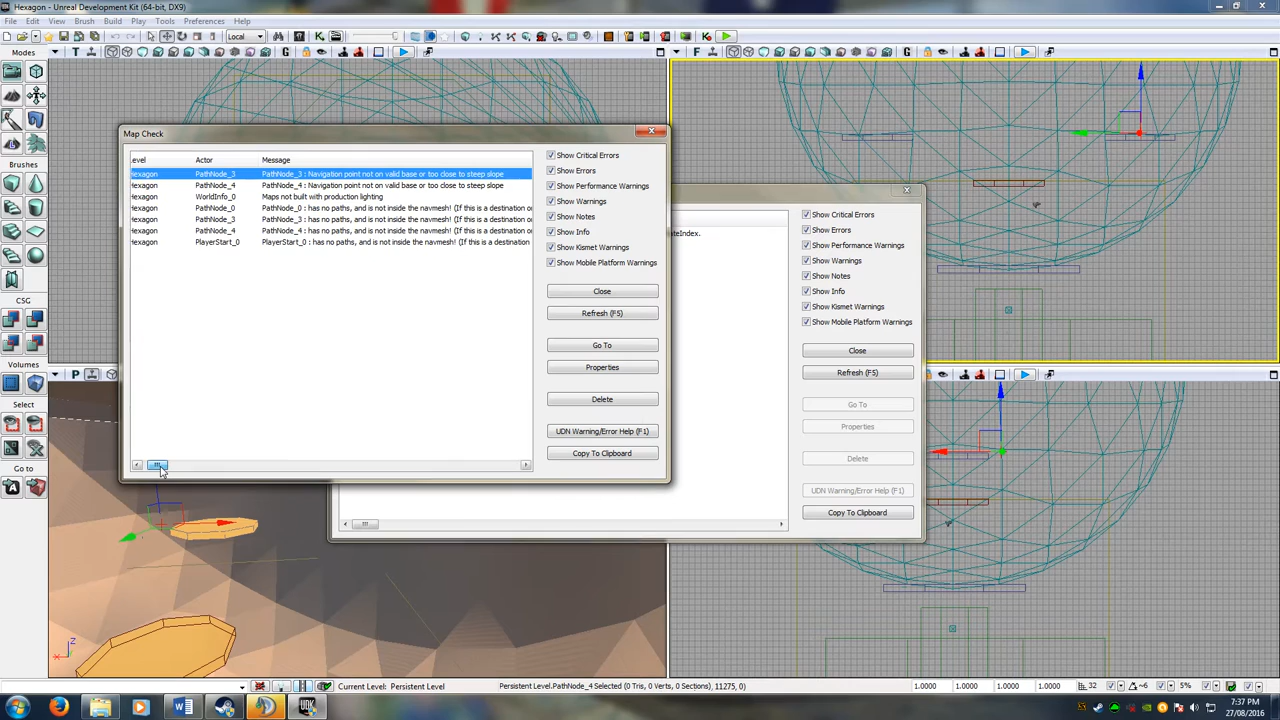 Hexagon - Unreal Development Kit (64-bit, DX9)
File Edit View Brush Build Play Tools Preferences Help
Local
Modes
Brushes
CSG
Volumes
Select
Go to
T
G
F
G
P
Map Check
Actor Message
PathNode_3 PathNode_3 : Navigation point not on valid base or too close to steep slope
PathNode_4 PathNode_4 : Navigation point not on valid base or too close to steep slope
WorldInfo_0 Maps not built with production lighting
PathNode_0 PathNode_0 : has no paths, and is not inside the navmesh! (If this is a destination
PathNode_3 PathNode_3 : has no paths, and is not inside the navmesh! (If this is a destination
PathNode_4 PathNode_4 : has no paths, and is not inside the navmesh! (If this is a destination
PlayerStart_0 PlayerStart_0 : has no paths, and is not inside the navmesh! (If this is a destination
Show Critical Errors
Show Errors
Show Performance Warnings
Show Warnings
Show Notes
Show Info
Show Kismet Warnings
Show Mobile Platform Warnings
Close
Refresh (F5)
Go To
Properties
Delete
UDN Warning/Error Help (F1)
Copy To Clipboard
Show Critical Errors
Show Errors
Show Performance Warnings
Show Warnings
Show Notes
Show Info
Show Kismet Warnings
Show Mobile Platform Warnings
Close
Refresh (F5)
Go To
Properties
Delete
UDN Warning/Error Help (F1)
Copy To Clipboard
Z
X
Current Level: Persistent Level
Persistent Level.PathNode_4 Selected (0 Tris, 0 Verts, 0 Sections), 11275, 0)
1.0000 1.0000 1.0000 1.0000 32 ~6 5%
7:37 PM
27/08/2016